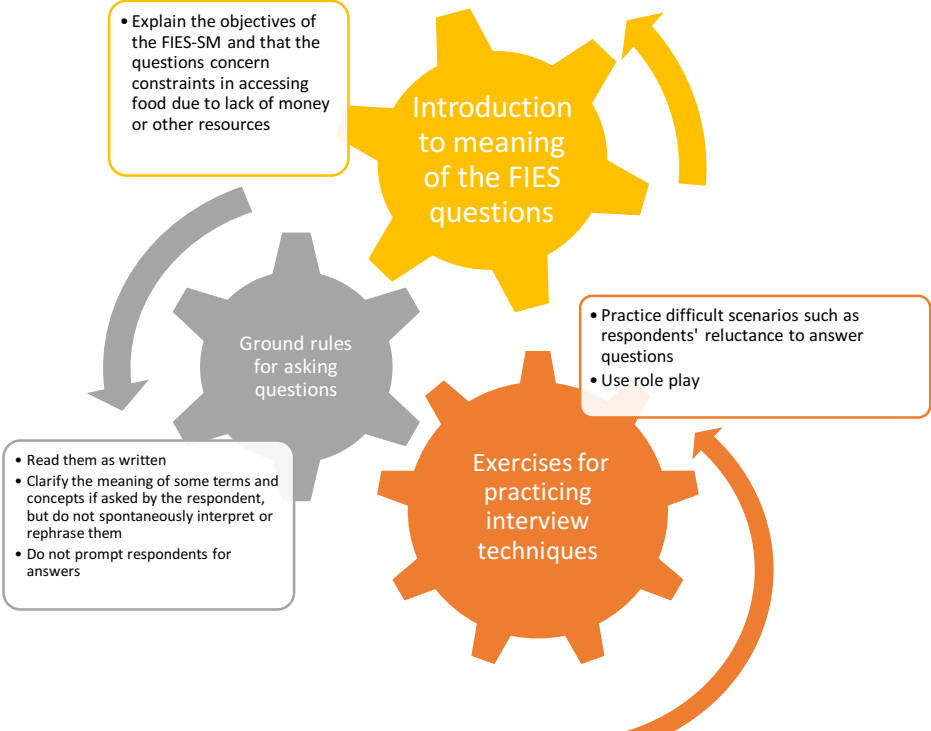 • Explain the objectives of
the FIES-SM and that the
questions concern
constraints in accessing
food due to lack of money
or other resources
Introduction
to meaning
of the FIES
questions
Ground rules
for asking
questions
• Read them as written
• Clarify the meaning of some terms and
concepts if asked by the respondent,
but do not spontaneously interpret or
rephrase them
• Do not prompt respondents for
answers
• Practice difficult scenarios such as
respondents' reluctance to answer
questions
• Use role play
Exercises for
practicing
interview
techniques